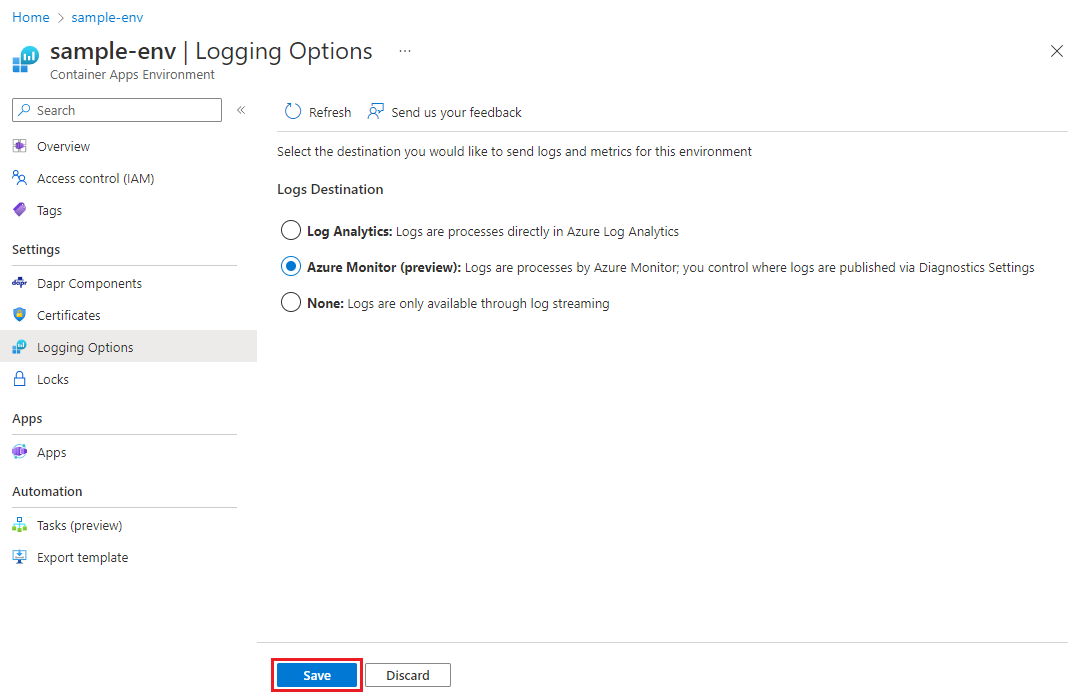 Home > sample-env
sample-env | Logging Options ...
Container Apps Environment
Search
«
Overview
Access control (IAM)
Tags
Settings
dapr Dapr Components
Certificates
Logging Options
Locks
Apps
Apps
Automation
Tasks (preview)
Export template
Refresh Send us your feedback
Select the destination you would like to send logs and metrics for this environment
Logs Destination
Log Analytics: Logs are processes directly in Azure Log Analytics
Azure Monitor (preview): Logs are processes by Azure Monitor; you control where logs are published via Diagnostics Settings
None: Logs are only available through log streaming
Save Discard